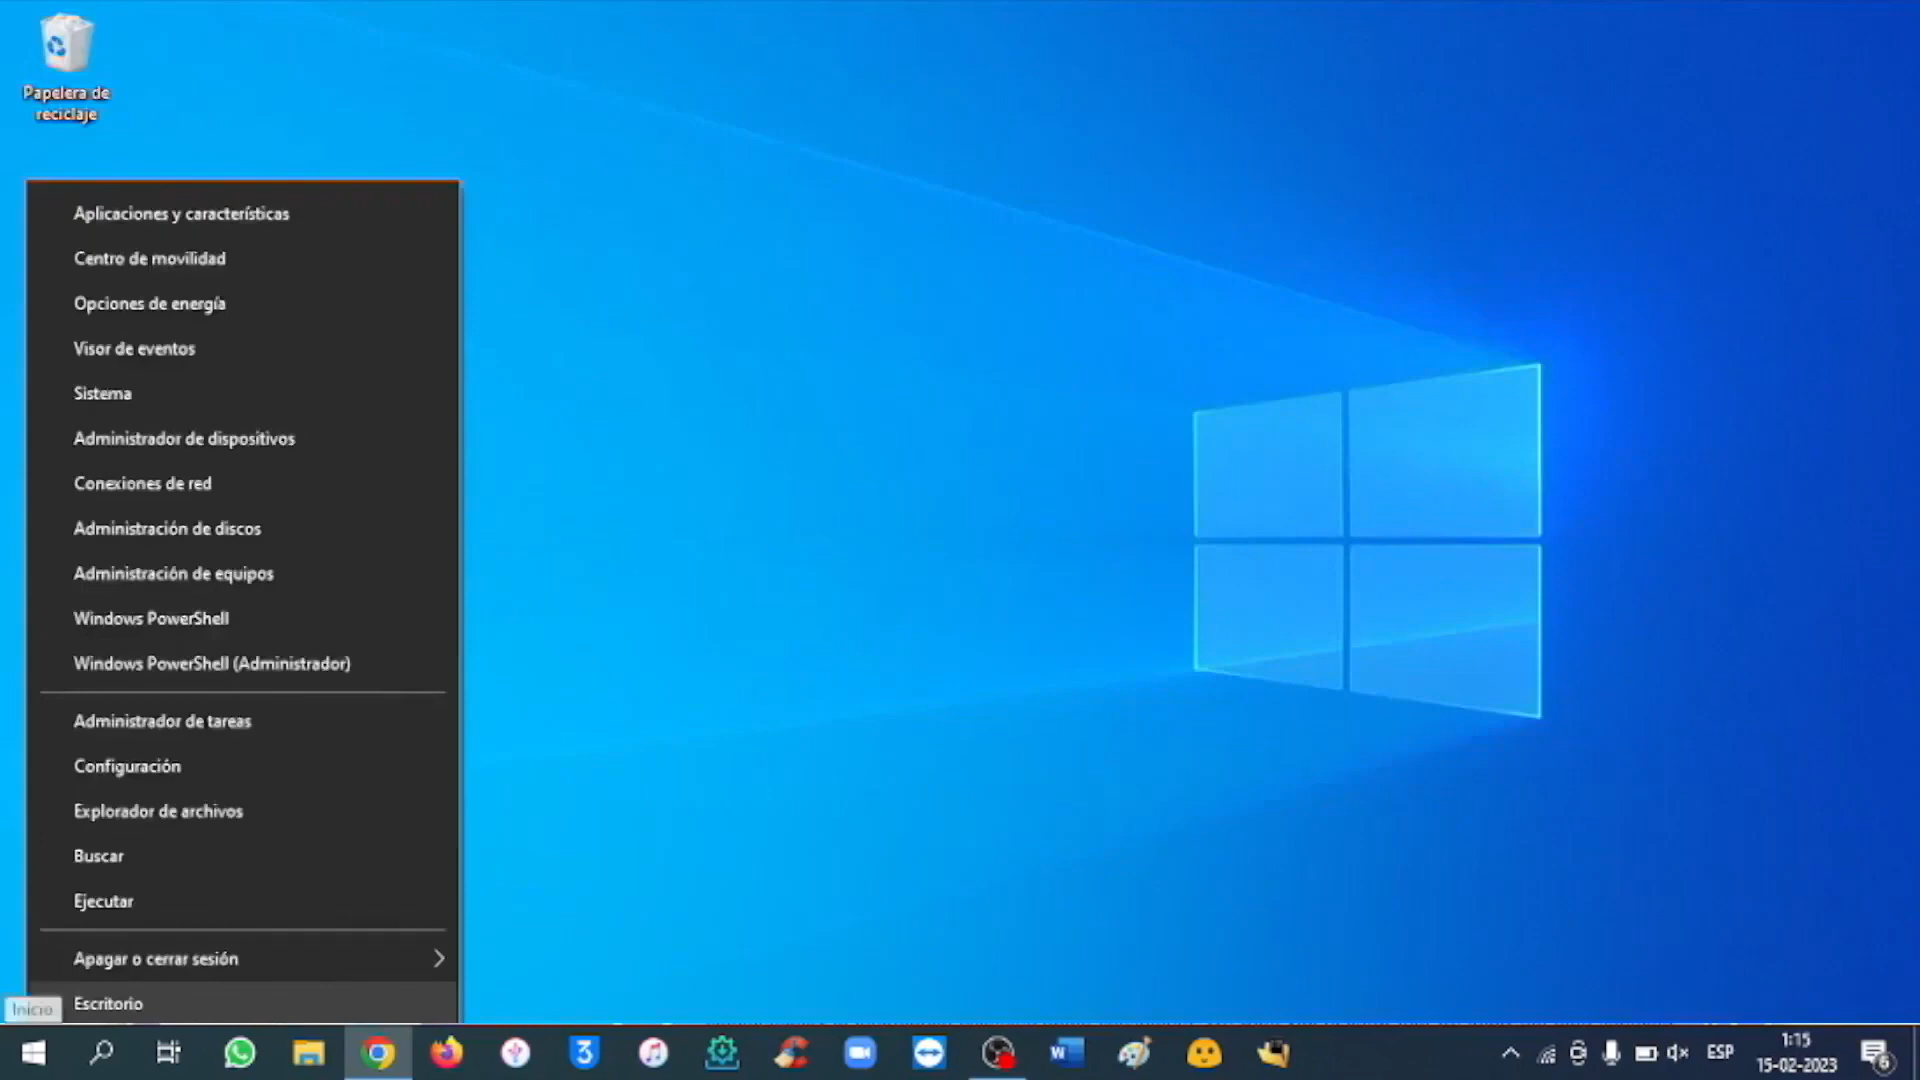 Papelera de
reciclaje
Aplicaciones y características
Centro de movilidad
Opciones de energía
Visor de eventos
Sistema
Administrador de dispositivos
Conexiones de red
Administración de discos
Administración de equipos
Windows PowerShell
Windows PowerShell (Administrador)
Administrador de tareas
Configuración
Explorador de archivos
Buscar
Ejecutar
Apagar o cerrar sesión
Escritorio
Inicio
3
W
ESP
1:15
15-02-2023
6